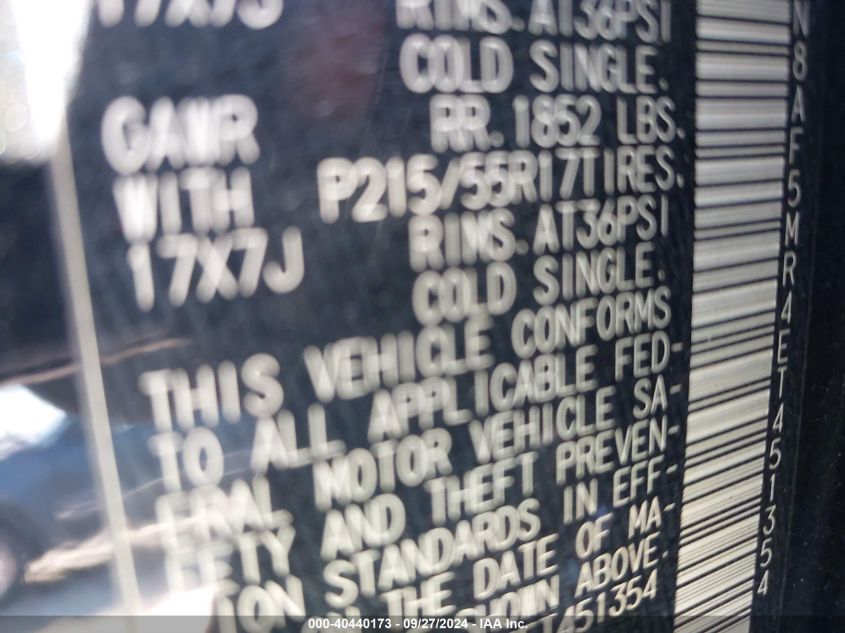 17X7J RIMS. AT36PSI
COLD SINGLE.
GAWR RR. 1852 LBS.
WITH P215/55R17TIRES.
17X7J RIMS. AT36PSI
COLD SINGLE.
THIS VEHICLE CONFORMS
TO ALL APPLICABLE FED-
ERAL MOTOR VEHICLE SA-
FETY AND THEFT PREVEN-
TION STANDARDS IN EFF-
THE DATE OF MA-
SHOWN ABOVE.
T451354
N8AF5MR4ET451354
000-40440173 - 09/27/2024 - IAA Inc.